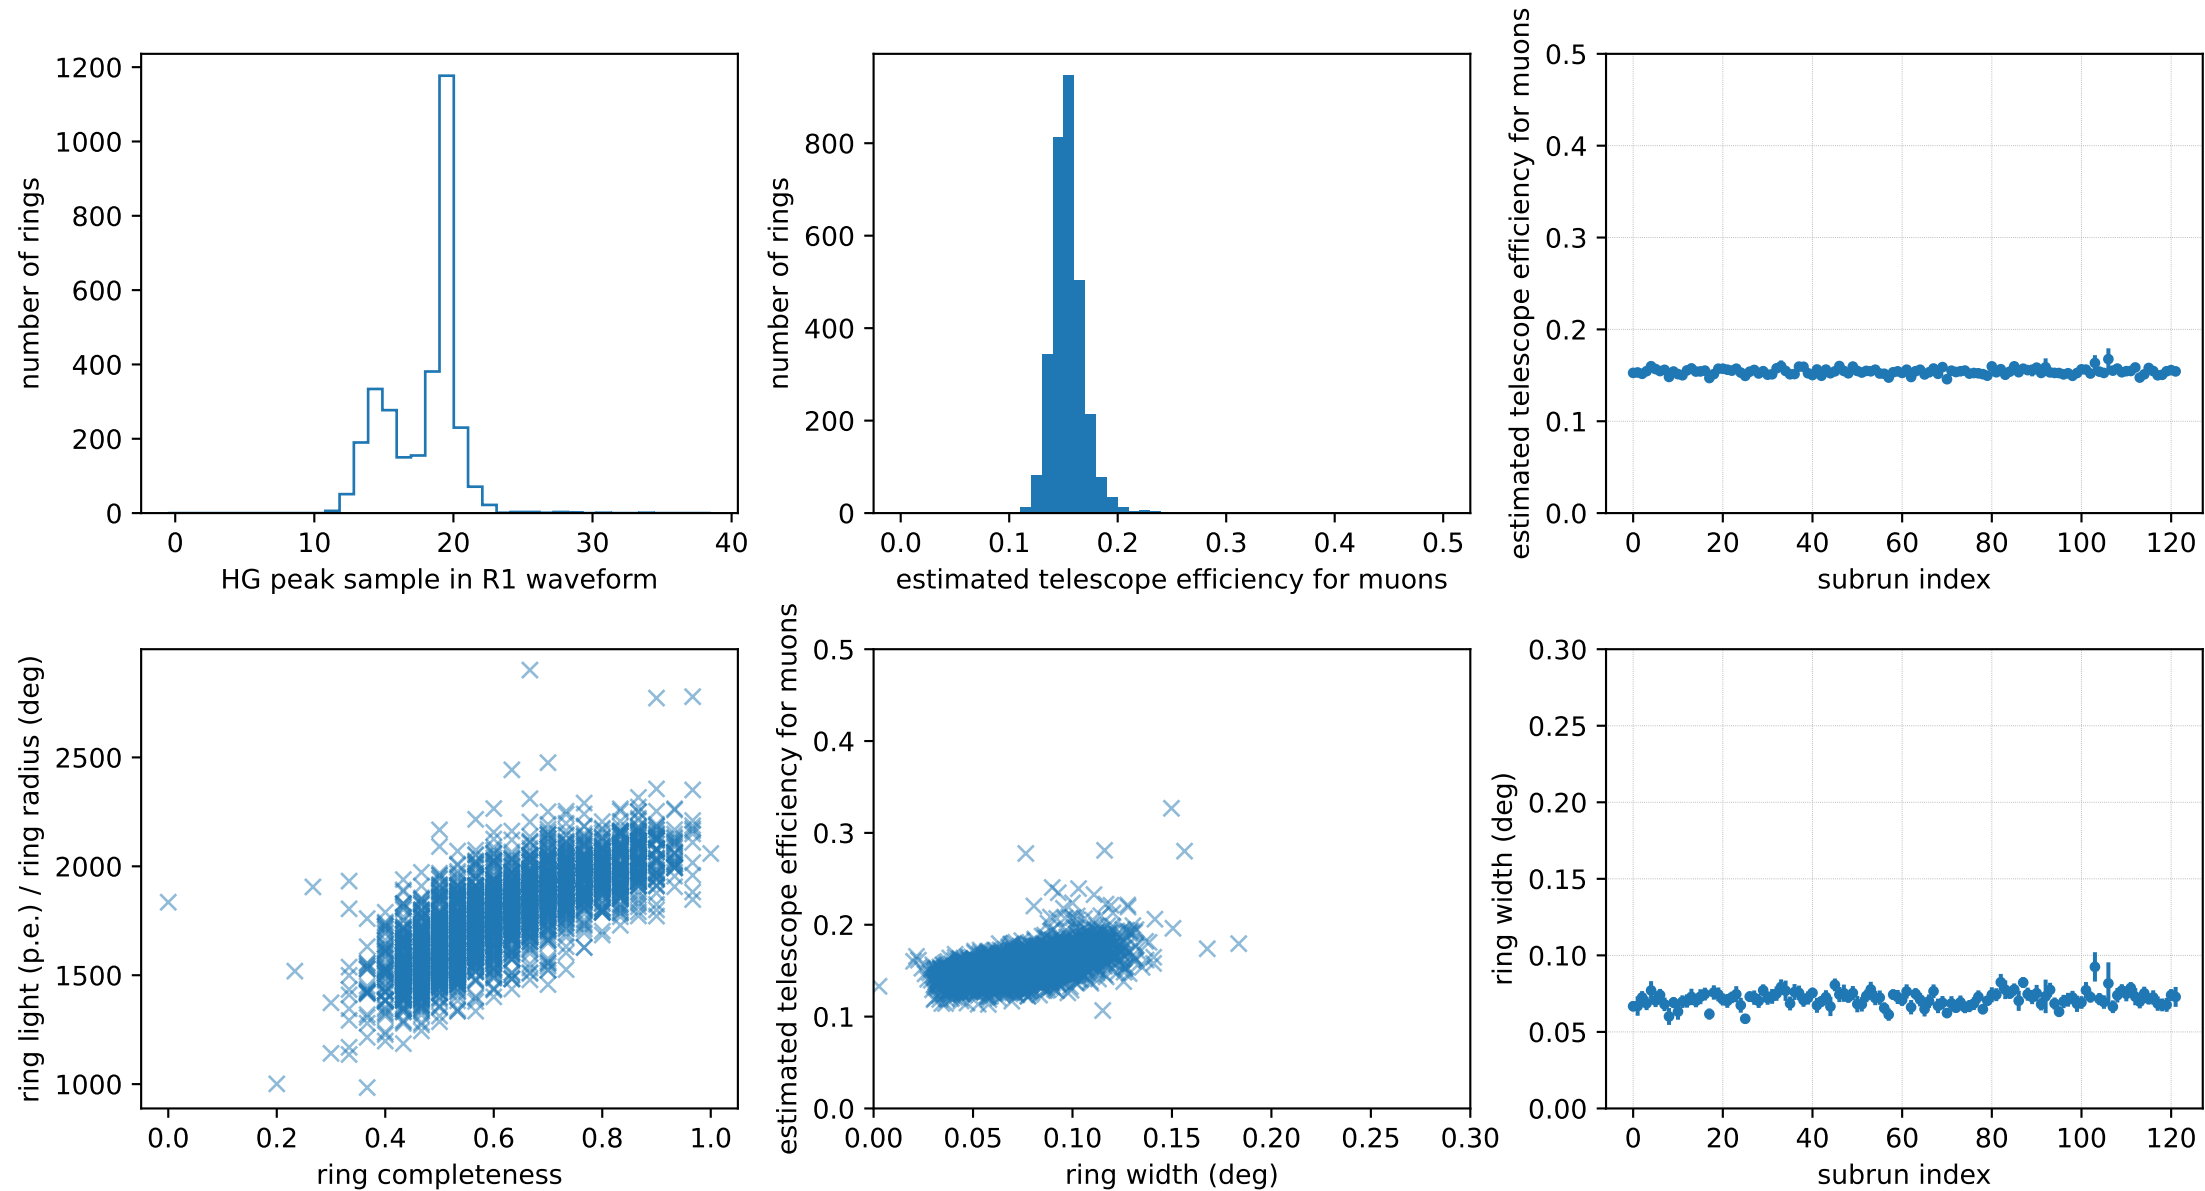 1200
1000
800
600
400
200
0
number of rings
0 10 20 30 40
HG peak sample in R1 waveform
800
600
400
200
0
number of rings
0.0 0.1 0.2 0.3 0.4 0.5
estimated telescope efficiency for muons
0.5
0.4
0.3
0.2
0.1
0.0
estimated telescope efficiency for muons
0 20 40 60 80 100 120
subrun index
2500
2000
1500
1000
ring light (p.e.) / ring radius (deg)
0.0 0.2 0.4 0.6 0.8 1.0
ring completeness
0.5
0.4
0.3
0.2
0.1
0.0
estimated telescope efficiency for muons
0.00 0.05 0.10 0.15 0.20 0.25 0.30
ring width (deg)
0.30
0.25
0.20
0.15
0.10
0.05
0.00
ring width (deg)
0 20 40 60 80 100 120
subrun index